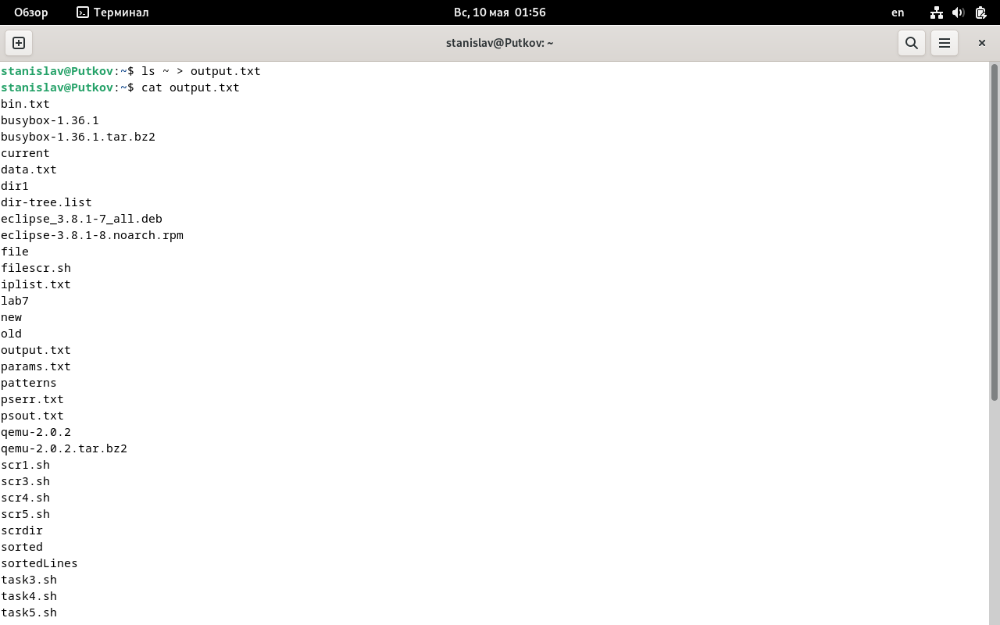 Обзор Терминал Вс, 10 мая 01:56 en
stanislav@Putkov: ~
stanislav@Putkov:~$ ls ~ > output.txt
stanislav@Putkov:~$ cat output.txt
bin.txt
busybox-1.36.1
busybox-1.36.1.tar.bz2
current
data.txt
dir1
dir-tree.list
eclipse_3.8.1-7_all.deb
eclipse-3.8.1-8.noarch.rpm
file
filescr.sh
iplist.txt
lab7
new
old
output.txt
params.txt
patterns
pserr.txt
psout.txt
qemu-2.0.2
qemu-2.0.2.tar.bz2
scr1.sh
scr3.sh
scr4.sh
scr5.sh
scrdir
sorted
sortedLines
task3.sh
task4.sh
task5.sh